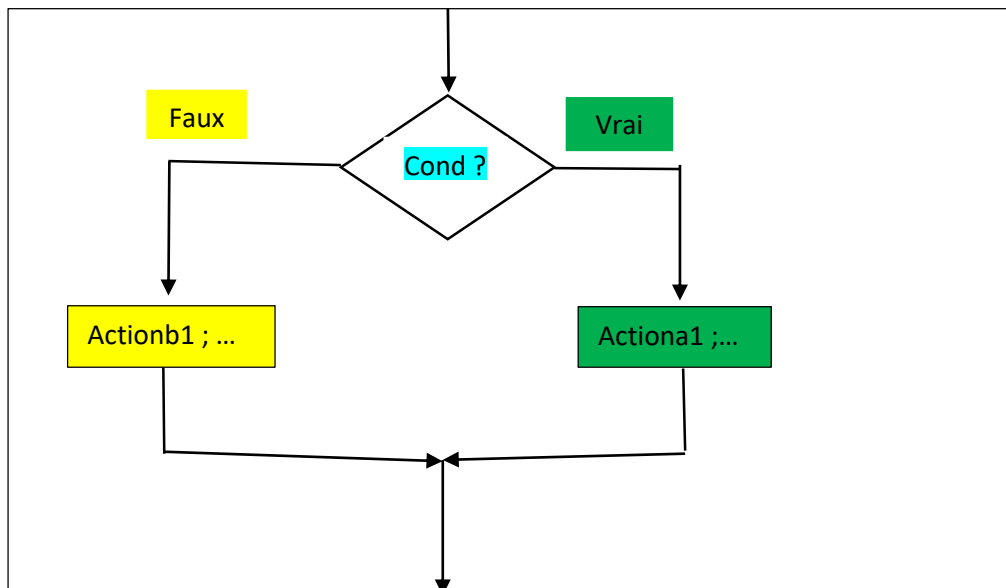 Faux
Vrai
Cond ?
Actionb1 ; ...
Actiona1 ;...